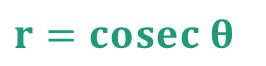 r = cosec θ